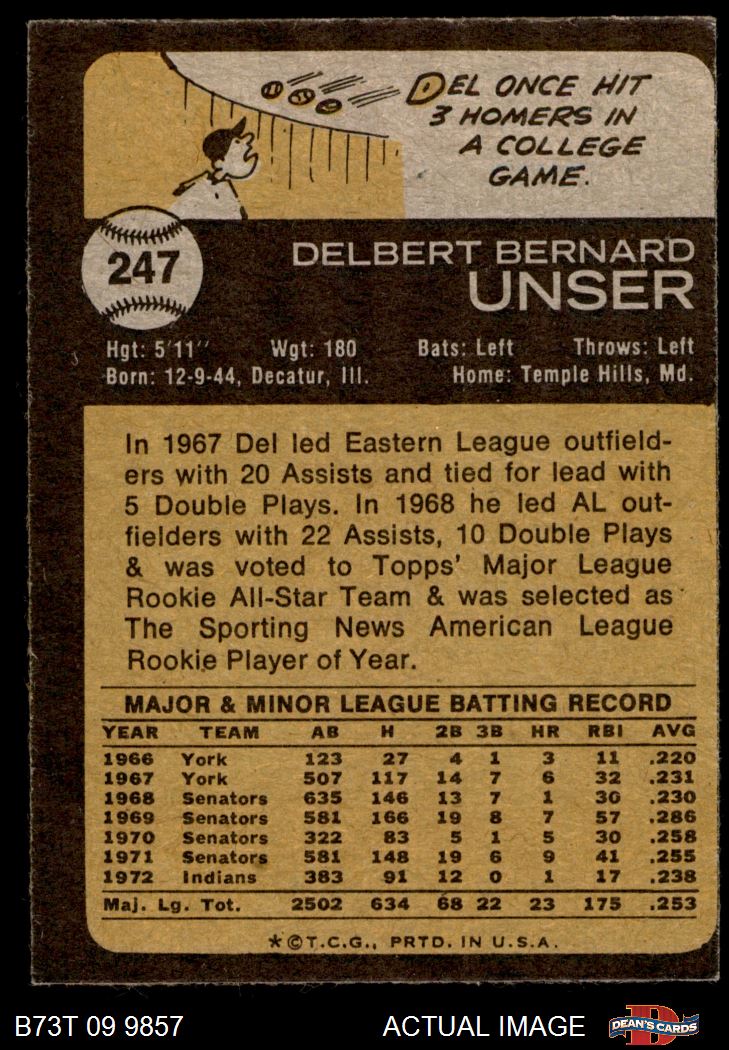 DEL ONCE HIT
3 HOMERS IN
A COLLEGE
GAME.
247
DELBERT BERNARD
UNSER
Hgt: 5'11" Wgt: 180 Bats: Left Throws: Left
Born: 12-9-44, Decatur, Ill. Home: Temple Hills, Md.
In 1967 Del led Eastern League outfield-
ers with 20 Assists and tied for lead with
5 Double Plays. In 1968 he led AL out-
fielders with 22 Assists, 10 Double Plays
& was voted to Topps' Major League
Rookie All-Star Team & was selected as
The Sporting News American League
Rookie Player of Year.
MAJOR & MINOR LEAGUE BATTING RECORD
YEAR TEAM AB H 2B 3B HR RBI AVG
1966 York 123 27 4 1 3 11 .220
1967 York 507 117 14 7 6 32 .231
1968 Senators 635 146 13 7 1 30 .230
1969 Senators 581 166 19 8 7 57 .286
1970 Senators 322 83 5 1 5 30 .258
1971 Senators 581 148 19 6 9 41 .255
1972 Indians 383 91 12 0 1 17 .238
Maj. Lg. Tot. 2502 634 68 22 23 175 .253
*©T.C.G., PRTD. IN U.S.A.
B73T 09 9857 ACTUAL IMAGE DEAN'S CARDS